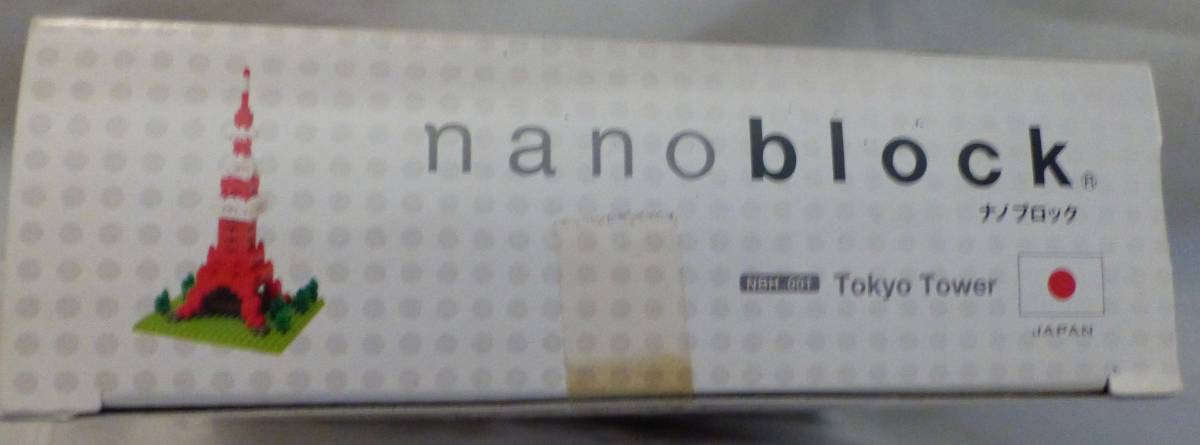 nanoblock®
ナノブロック
NBH_001 Tokyo Tower
JAPAN